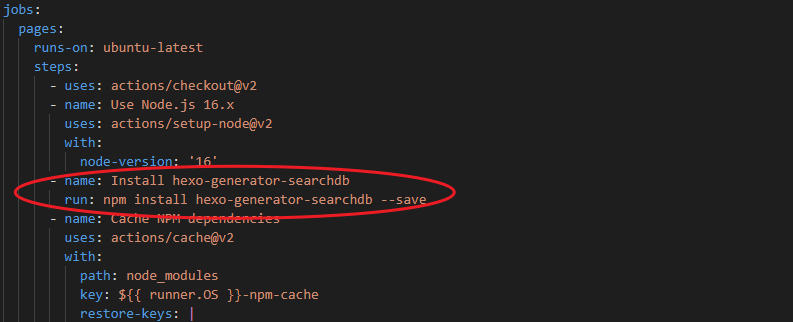 jobs:
pages:
runs-on: ubuntu-latest
steps:
- uses: actions/checkout@v2
- name: Use Node.js 16.x
uses: actions/setup-node@v2
with:
node-version: '16'
- name: Install hexo-generator-searchdb
run: npm install hexo-generator-searchdb --save
- name: Cache NPM dependencies
uses: actions/cache@v2
with:
path: node_modules
key: ${{ runner.OS }}-npm-cache
restore-keys: |